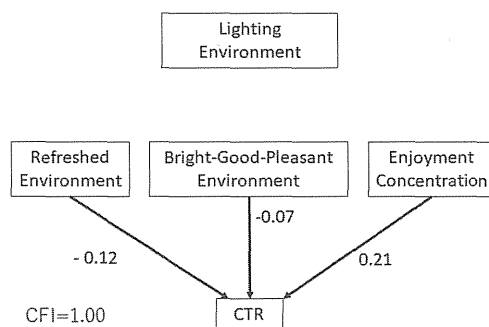 Lighting
Environment
Refreshed
Environment
Bright-Good-Pleasant
Environment
Enjoyment
Concentration
- 0.12
-0.07
0.21
CFI=1.00
CTR